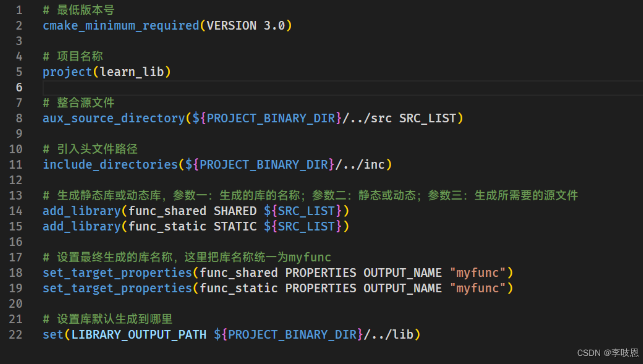 1 # 最低版本号
2 cmake_minimum_required(VERSION 3.0)
3
4 # 项目名称
5 project(learn_lib)
6
7 # 整合源文件
8 aux_source_directory(${PROJECT_BINARY_DIR}/../src SRC_LIST)
9
10 # 引入头文件路径
11 include_directories(${PROJECT_BINARY_DIR}/../inc)
12
13 # 生成静态库或动态库，参数一：生成的库的名称；参数二：静态或动态；参数三：生成所需要的源文件
14 add_library(func_shared SHARED ${SRC_LIST})
15 add_library(func_static STATIC ${SRC_LIST})
16
17 # 设置最终生成的库名称，这里把库名称统一为myfunc
18 set_target_properties(func_shared PROPERTIES OUTPUT_NAME "myfunc")
19 set_target_properties(func_static PROPERTIES OUTPUT_NAME "myfunc")
20
21 # 设置库默认生成到哪里
22 set(LIBRARY_OUTPUT_PATH ${PROJECT_BINARY_DIR}/../lib)
CSDN @李哒恩